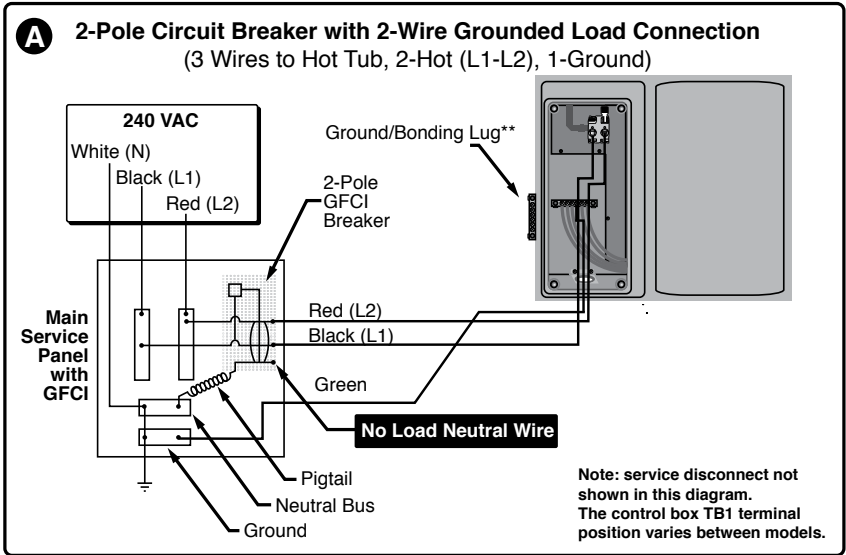 A
2-Pole Circuit Breaker with 2-Wire Grounded Load Connection
(3 Wires to Hot Tub, 2-Hot (L1-L2), 1-Ground)
240 VAC
White (N)
Black (L1)
Red (L2)
Ground/Bonding Lug**
2-Pole
GFCI
Breaker
Main
Service
Panel
with
GFCI
Red (L2)
Black (L1)
Green
No Load Neutral Wire
Pigtail
Neutral Bus
Ground
Note: service disconnect not
shown in this diagram.
The control box TB1 terminal
position varies between models.